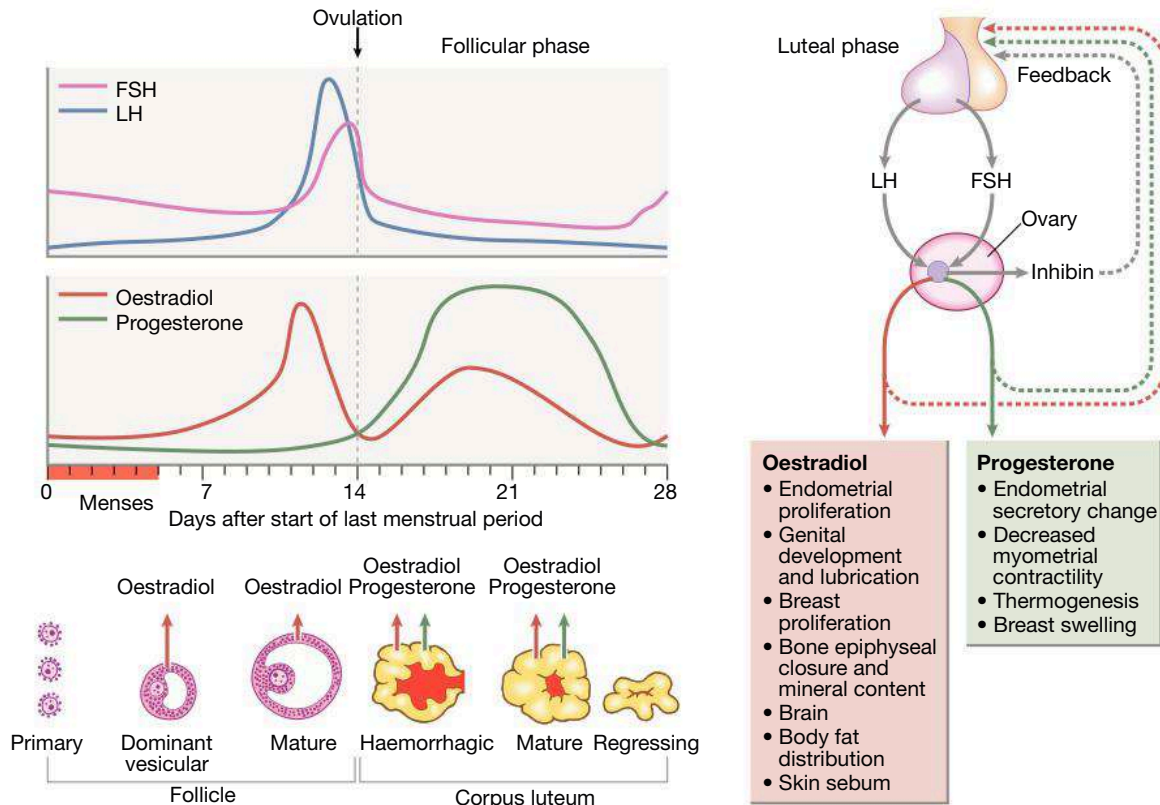 Ovulation
Follicular phase
FSH
LH
Oestradiol
Progesterone
0
7
14
21
28
Menses
Days after start of last menstrual period
Oestradiol
Oestradiol
Oestradiol
Progesterone
Oestradiol
Progesterone
Primary
Dominant
vesicular
Mature
Haemorrhagic
Mature
Regressing
Follicle
Corpus luteum
Luteal phase
Feedback
LH
FSH
Ovary
Inhibin
Oestradiol
• Endometrial
proliferation
• Genital
development
and lubrication
• Breast
proliferation
• Bone epiphyseal
closure and
mineral content
• Brain
• Body fat
distribution
• Skin sebum
Progesterone
• Endometrial
secretory change
• Decreased
myometrial
contractility
• Thermogenesis
• Breast swelling